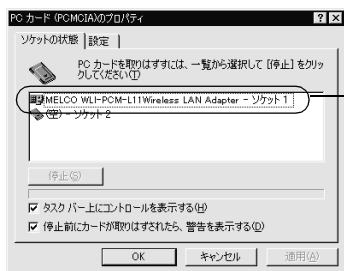 PC カード (PCMCIA)のプロパティ
ソケットの状態
設定
PC カードを取りはずすには、一覧から選択して [停止] をクリッ
クしてください(T)
MELCO WLI-PCM-L11Wireless LAN Adapter - ソケット 1
(空) - ソケット 2
停止(S)
タスク バー上にコントロールを表示する(H)
停止前にカードが取りはずされたら、警告を表示する(D)
OK
キャンセル
適用(A)